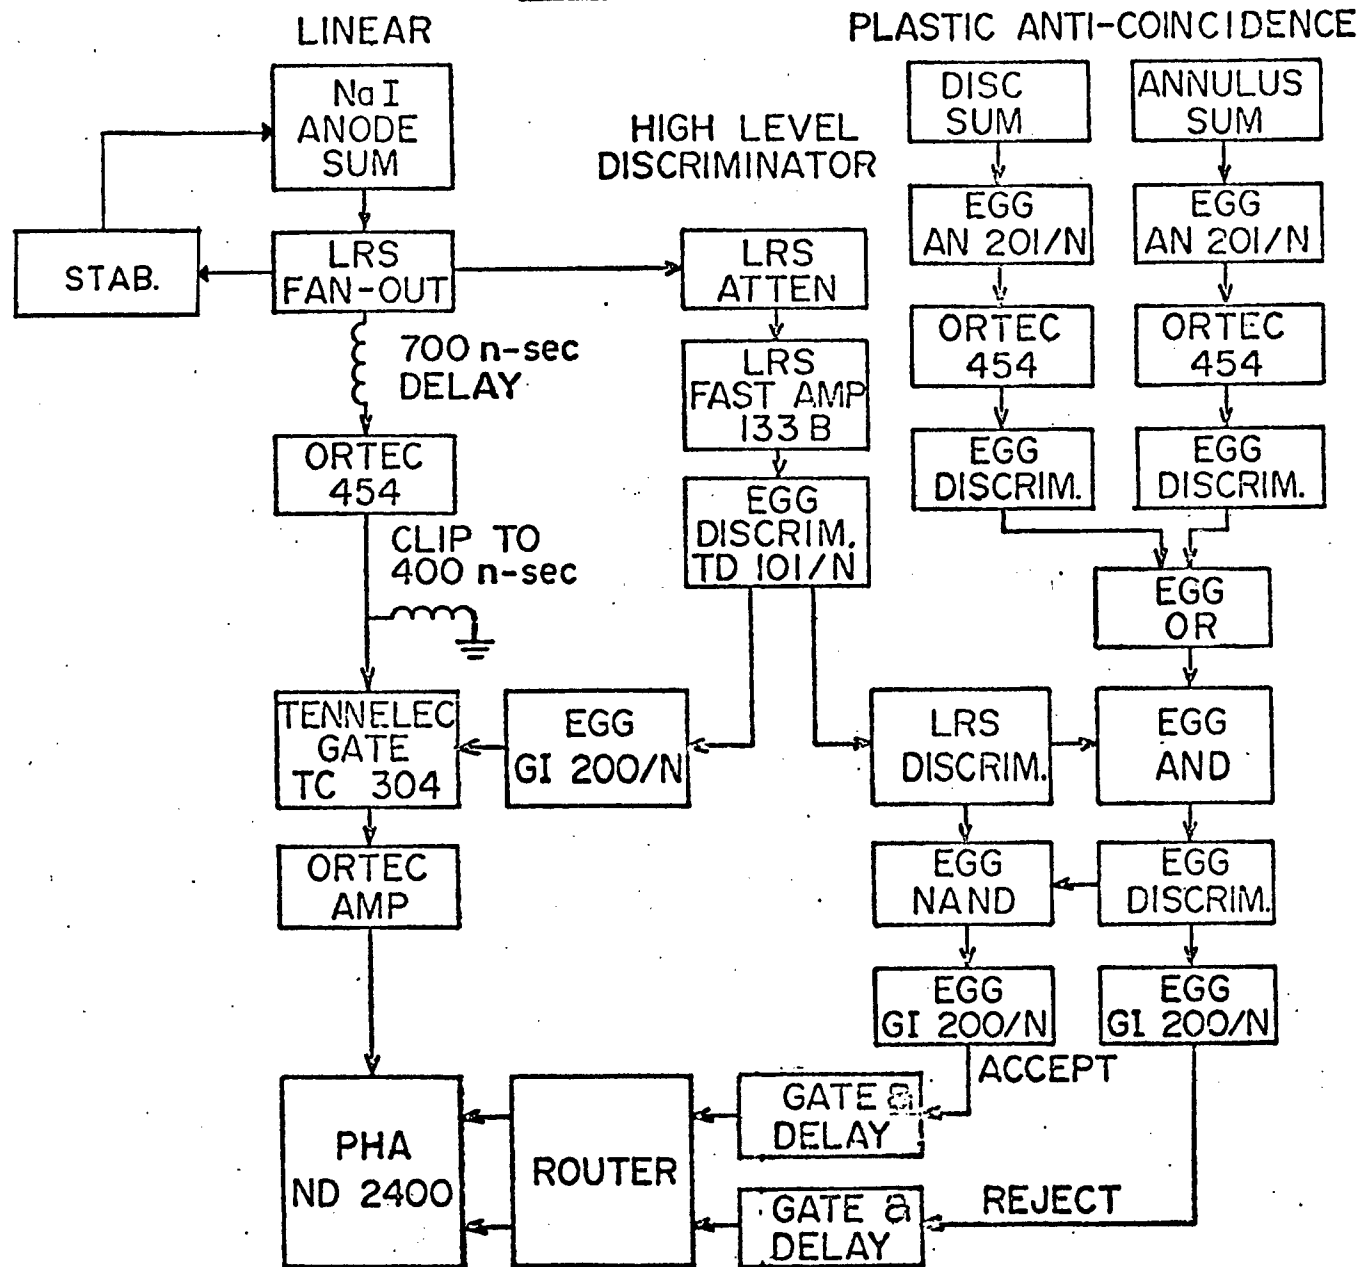 LINEAR
NaI
ANODE
SUM
STAB.
LRS
FAN-OUT
700 n-sec
DELAY
ORTEC
454
CLIP TO
400 n-sec
TENNELEC
GATE
TC 304
ORTEC
AMP
PHA
ND 2400
HIGH LEVEL
DISCRIMINATOR
LRS
ATTEN
LRS
FAST AMP
133 B
EGG
DISCRIM.
TD 101/N
EGG
GI 200/N
PLASTIC ANTI-COINCIDENCE
DISC
SUM
EGG
AN 201/N
ORTEC
454
EGG
DISCRIM.
ANNULUS
SUM
EGG
AN 201/N
ORTEC
454
EGG
DISCRIM.
EGG
OR
LRS
DISCRIM.
EGG
AND
EGG
NAND
EGG
DISCRIM.
EGG
GI 200/N
EGG
GI 200/N
ACCEPT
REJECT
GATE &
DELAY
GATE &
DELAY
ROUTER